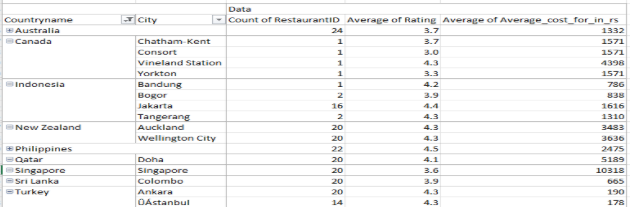 Data
Countryname City Count of RestaurantID Average of Rating Average of Average_cost_for_in_rs
Australia 24 3.7 1332
Canada Chatham-Kent 1 3.7 1571
Consort 1 3.0 1571
Vineland Station 1 4.3 4398
Yorkton 1 3.3 1571
Indonesia Bandung 1 4.2 786
Bogor 2 3.9 838
Jakarta 16 4.4 1616
Tangerang 2 4.3 1310
New Zealand Auckland 20 4.3 3483
Wellington City 20 4.3 3636
Philippines 22 4.5 2475
Qatar Doha 20 4.1 5189
Singapore Singapore 20 3.6 10318
Sri Lanka Colombo 20 3.9 665
Turkey Ankara 20 4.3 190
ÛÁstanbul 14 4.3 178